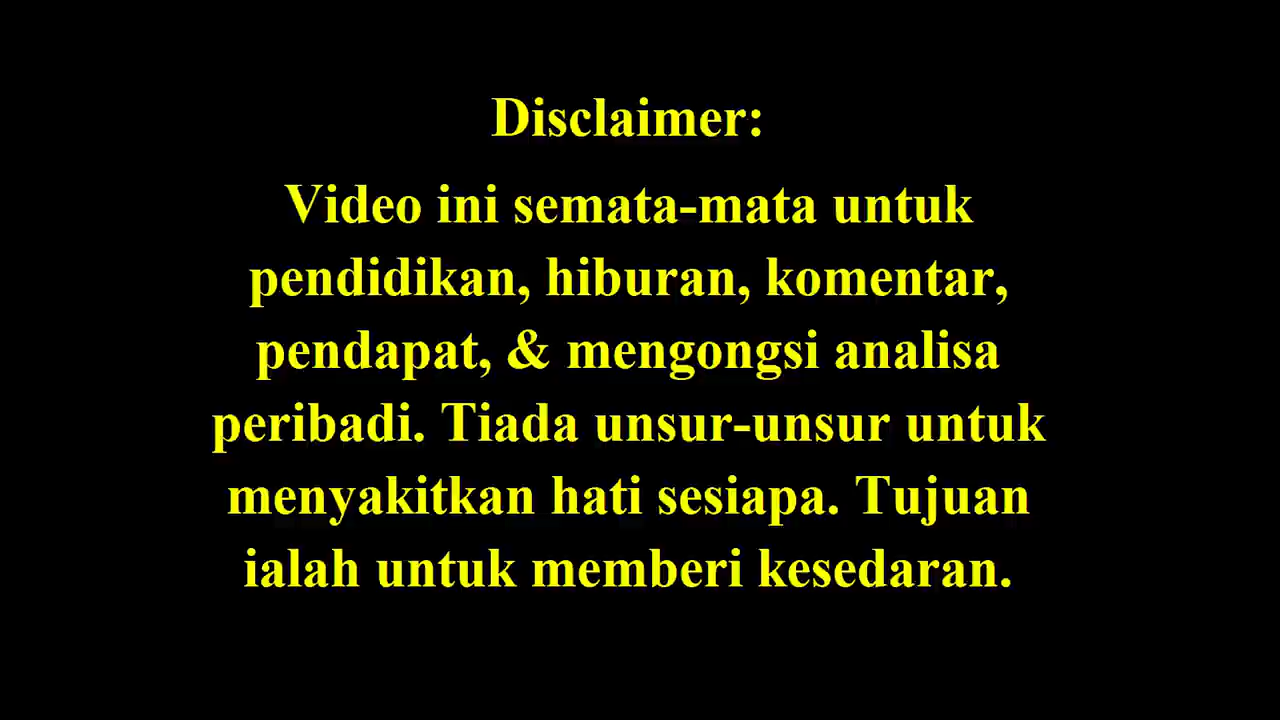 Disclaimer:
Video ini semata-mata untuk
pendidikan, hiburan, komentar,
pendapat, & mengongsi analisa
peribadi. Tiada unsur-unsur untuk
menyakitkan hati sesiapa. Tujuan
ialah untuk memberi kesedaran.